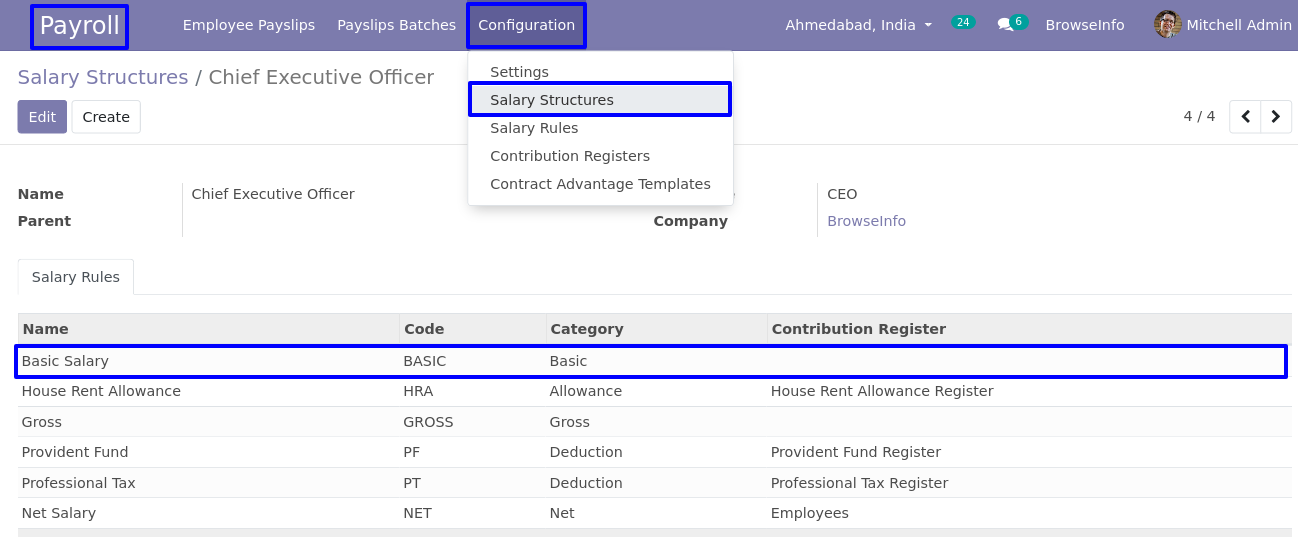 Payroll Employee Payslips Payslips Batches Configuration Ahmedabad, India 24 6 BrowseInfo Mitchell Admin
Salary Structures / Chief Executive Officer
Edit Create
Settings
Salary Structures
Salary Rules
Contribution Registers
Contract Advantage Templates
4 / 4
Name Chief Executive Officer CEO
Parent Company BrowseInfo
Salary Rules
Name Code Category Contribution Register
Basic Salary BASIC Basic
House Rent Allowance HRA Allowance House Rent Allowance Register
Gross GROSS Gross
Provident Fund PF Deduction Provident Fund Register
Professional Tax PT Deduction Professional Tax Register
Net Salary NET Net Employees